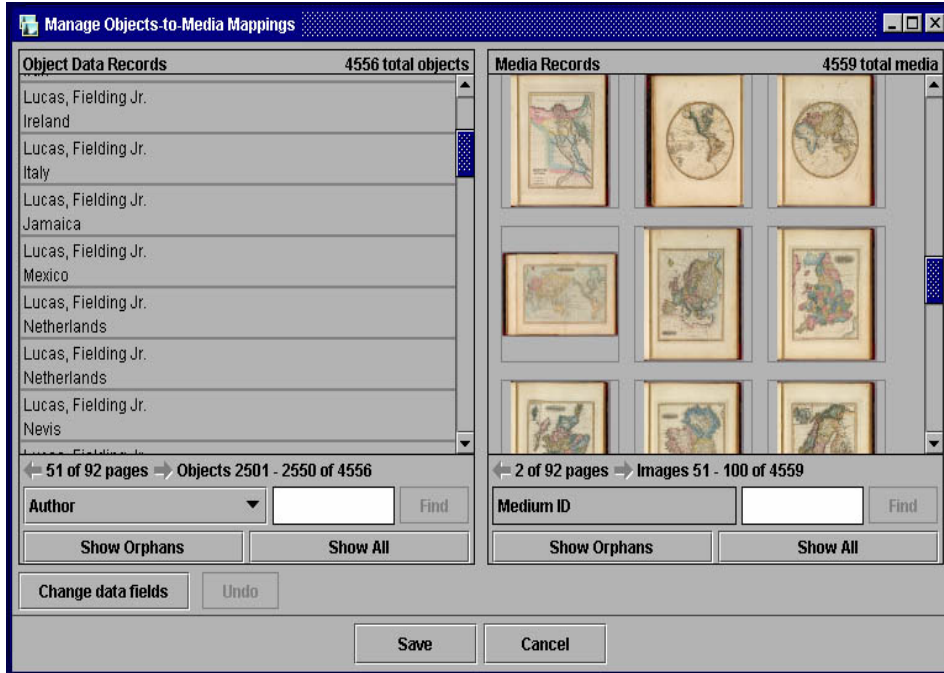 Manage Objects-to-Media Mappings
Object Data Records 4556 total objects
Lucas, Fielding Jr.
Ireland
Lucas, Fielding Jr.
Italy
Lucas, Fielding Jr.
Jamaica
Lucas, Fielding Jr.
Mexico
Lucas, Fielding Jr.
Netherlands
Lucas, Fielding Jr.
Netherlands
Lucas, Fielding Jr.
Nevis
51 of 92 pages Objects 2501 - 2550 of 4556
Author Find
Show Orphans Show All
Media Records 4559 total media
2 of 92 pages Images 51 - 100 of 4559
Medium ID Find
Show Orphans Show All
Change data fields Undo
Save Cancel